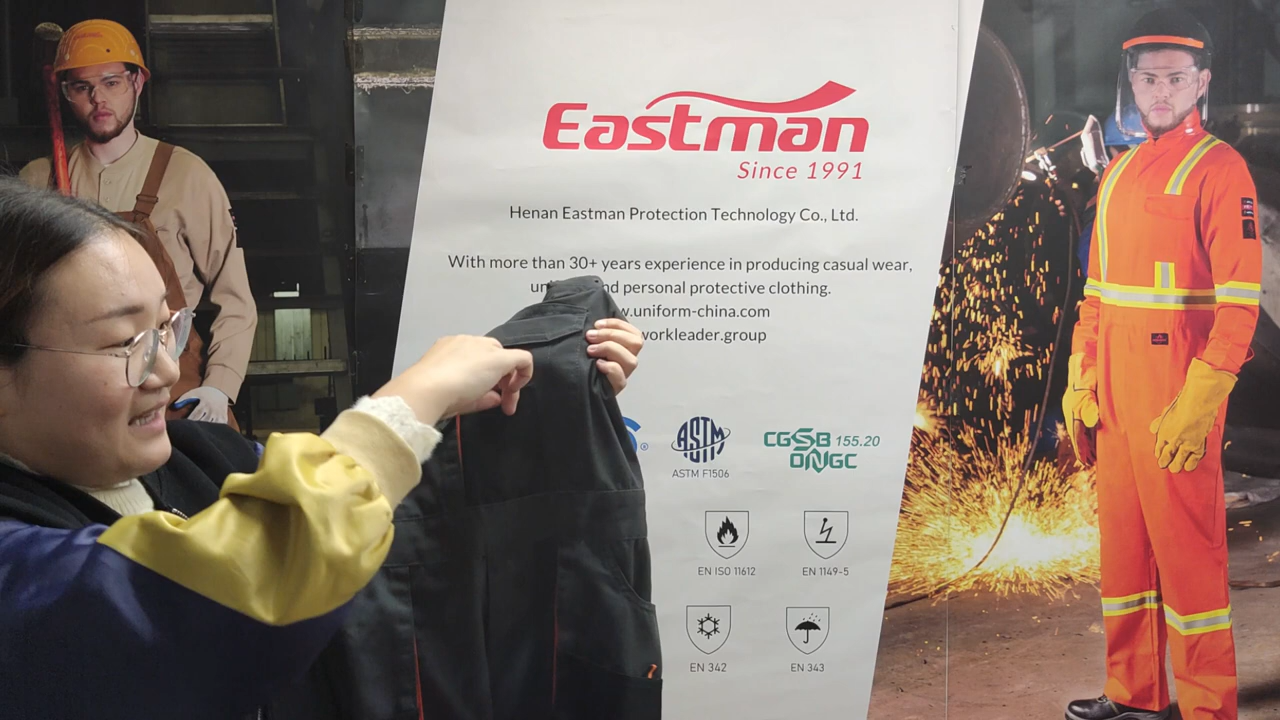 Eastman
Since 1991
Henan Eastman Protection Technology Co., Ltd.
With more than 30+ years experience in producing casual wear,
and personal protective clothing.
.uniform-china.com
workleader.group
ASTM
ASTM F1506
CGSB 155.20
ONGC
EN ISO 11612
EN 1149-5
EN 342
EN 343